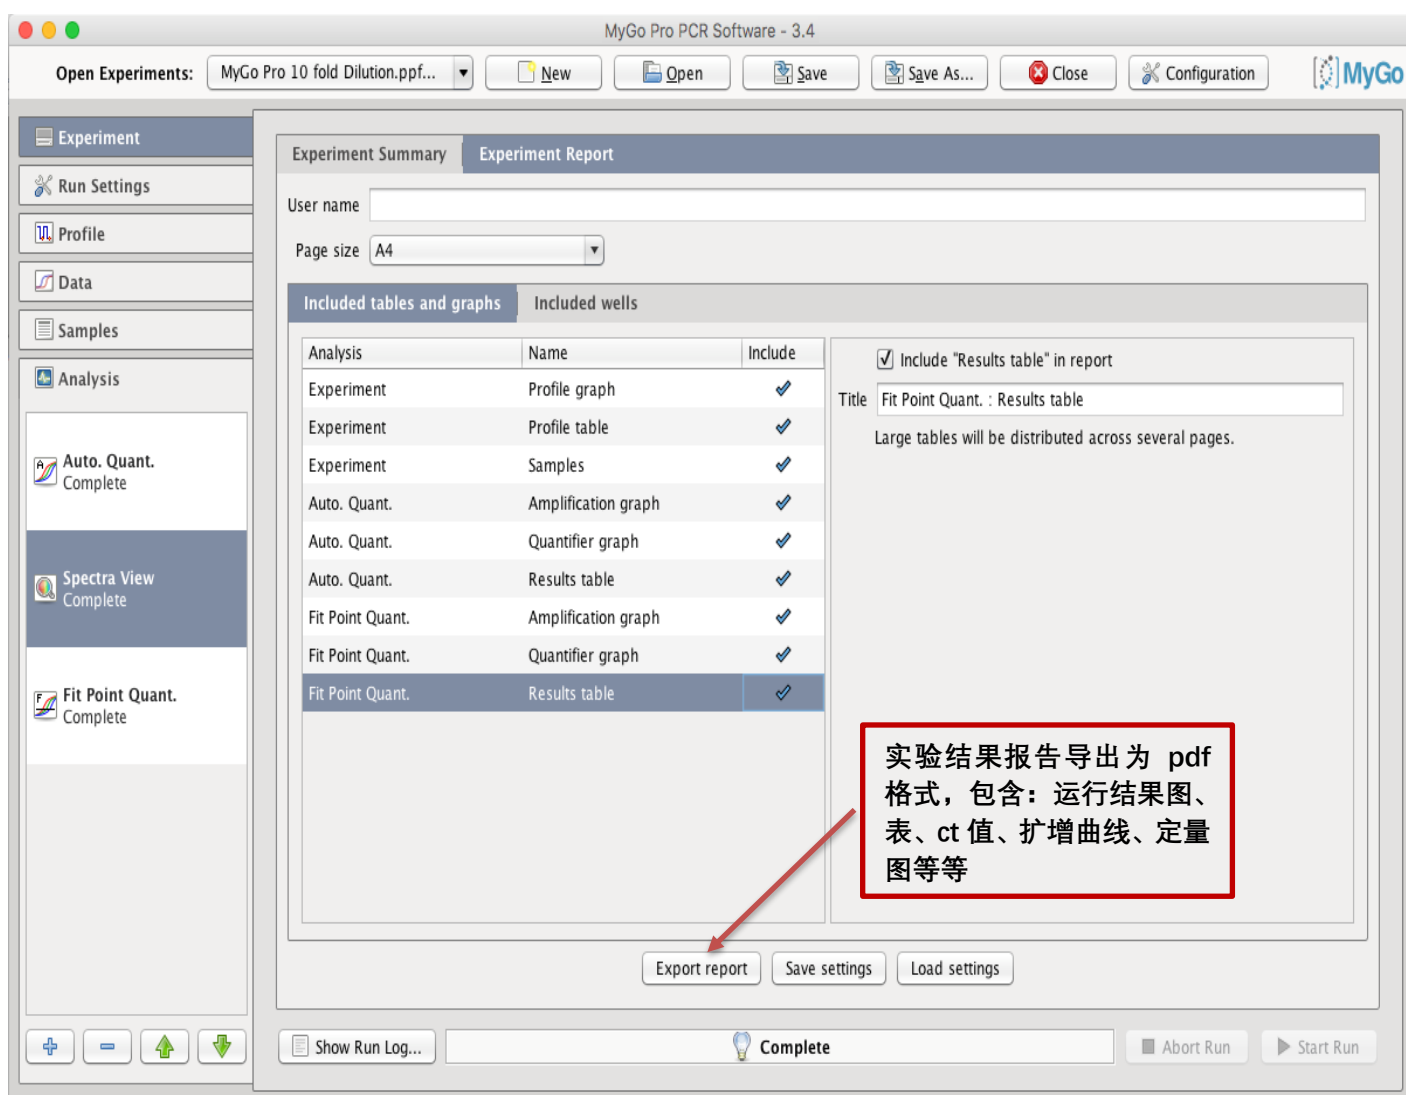 MyGo Pro PCR Software - 3.4
Open Experiments: MyGo Pro 10 fold Dilution.ppf... New Open Save Save As... Close Configuration MyGo
Experiment
Run Settings
Profile
Data
Samples
Analysis
Auto. Quant.
Complete
Spectra View
Complete
Fit Point Quant.
Complete
Experiment Summary Experiment Report
User name
Page size A4
Included tables and graphs Included wells
Analysis Name Include
Experiment Profile graph
Experiment Profile table
Experiment Samples
Auto. Quant. Amplification graph
Auto. Quant. Quantifier graph
Auto. Quant. Results table
Fit Point Quant. Amplification graph
Fit Point Quant. Quantifier graph
Fit Point Quant. Results table
Include "Results table" in report
Title Fit Point Quant. : Results table
Large tables will be distributed across several pages.
实验结果报告导出为 pdf
格式，包含：运行结果图、
表、ct 值、扩增曲线、定量
图等等
Export report Save settings Load settings
Show Run Log... Complete Abort Run Start Run